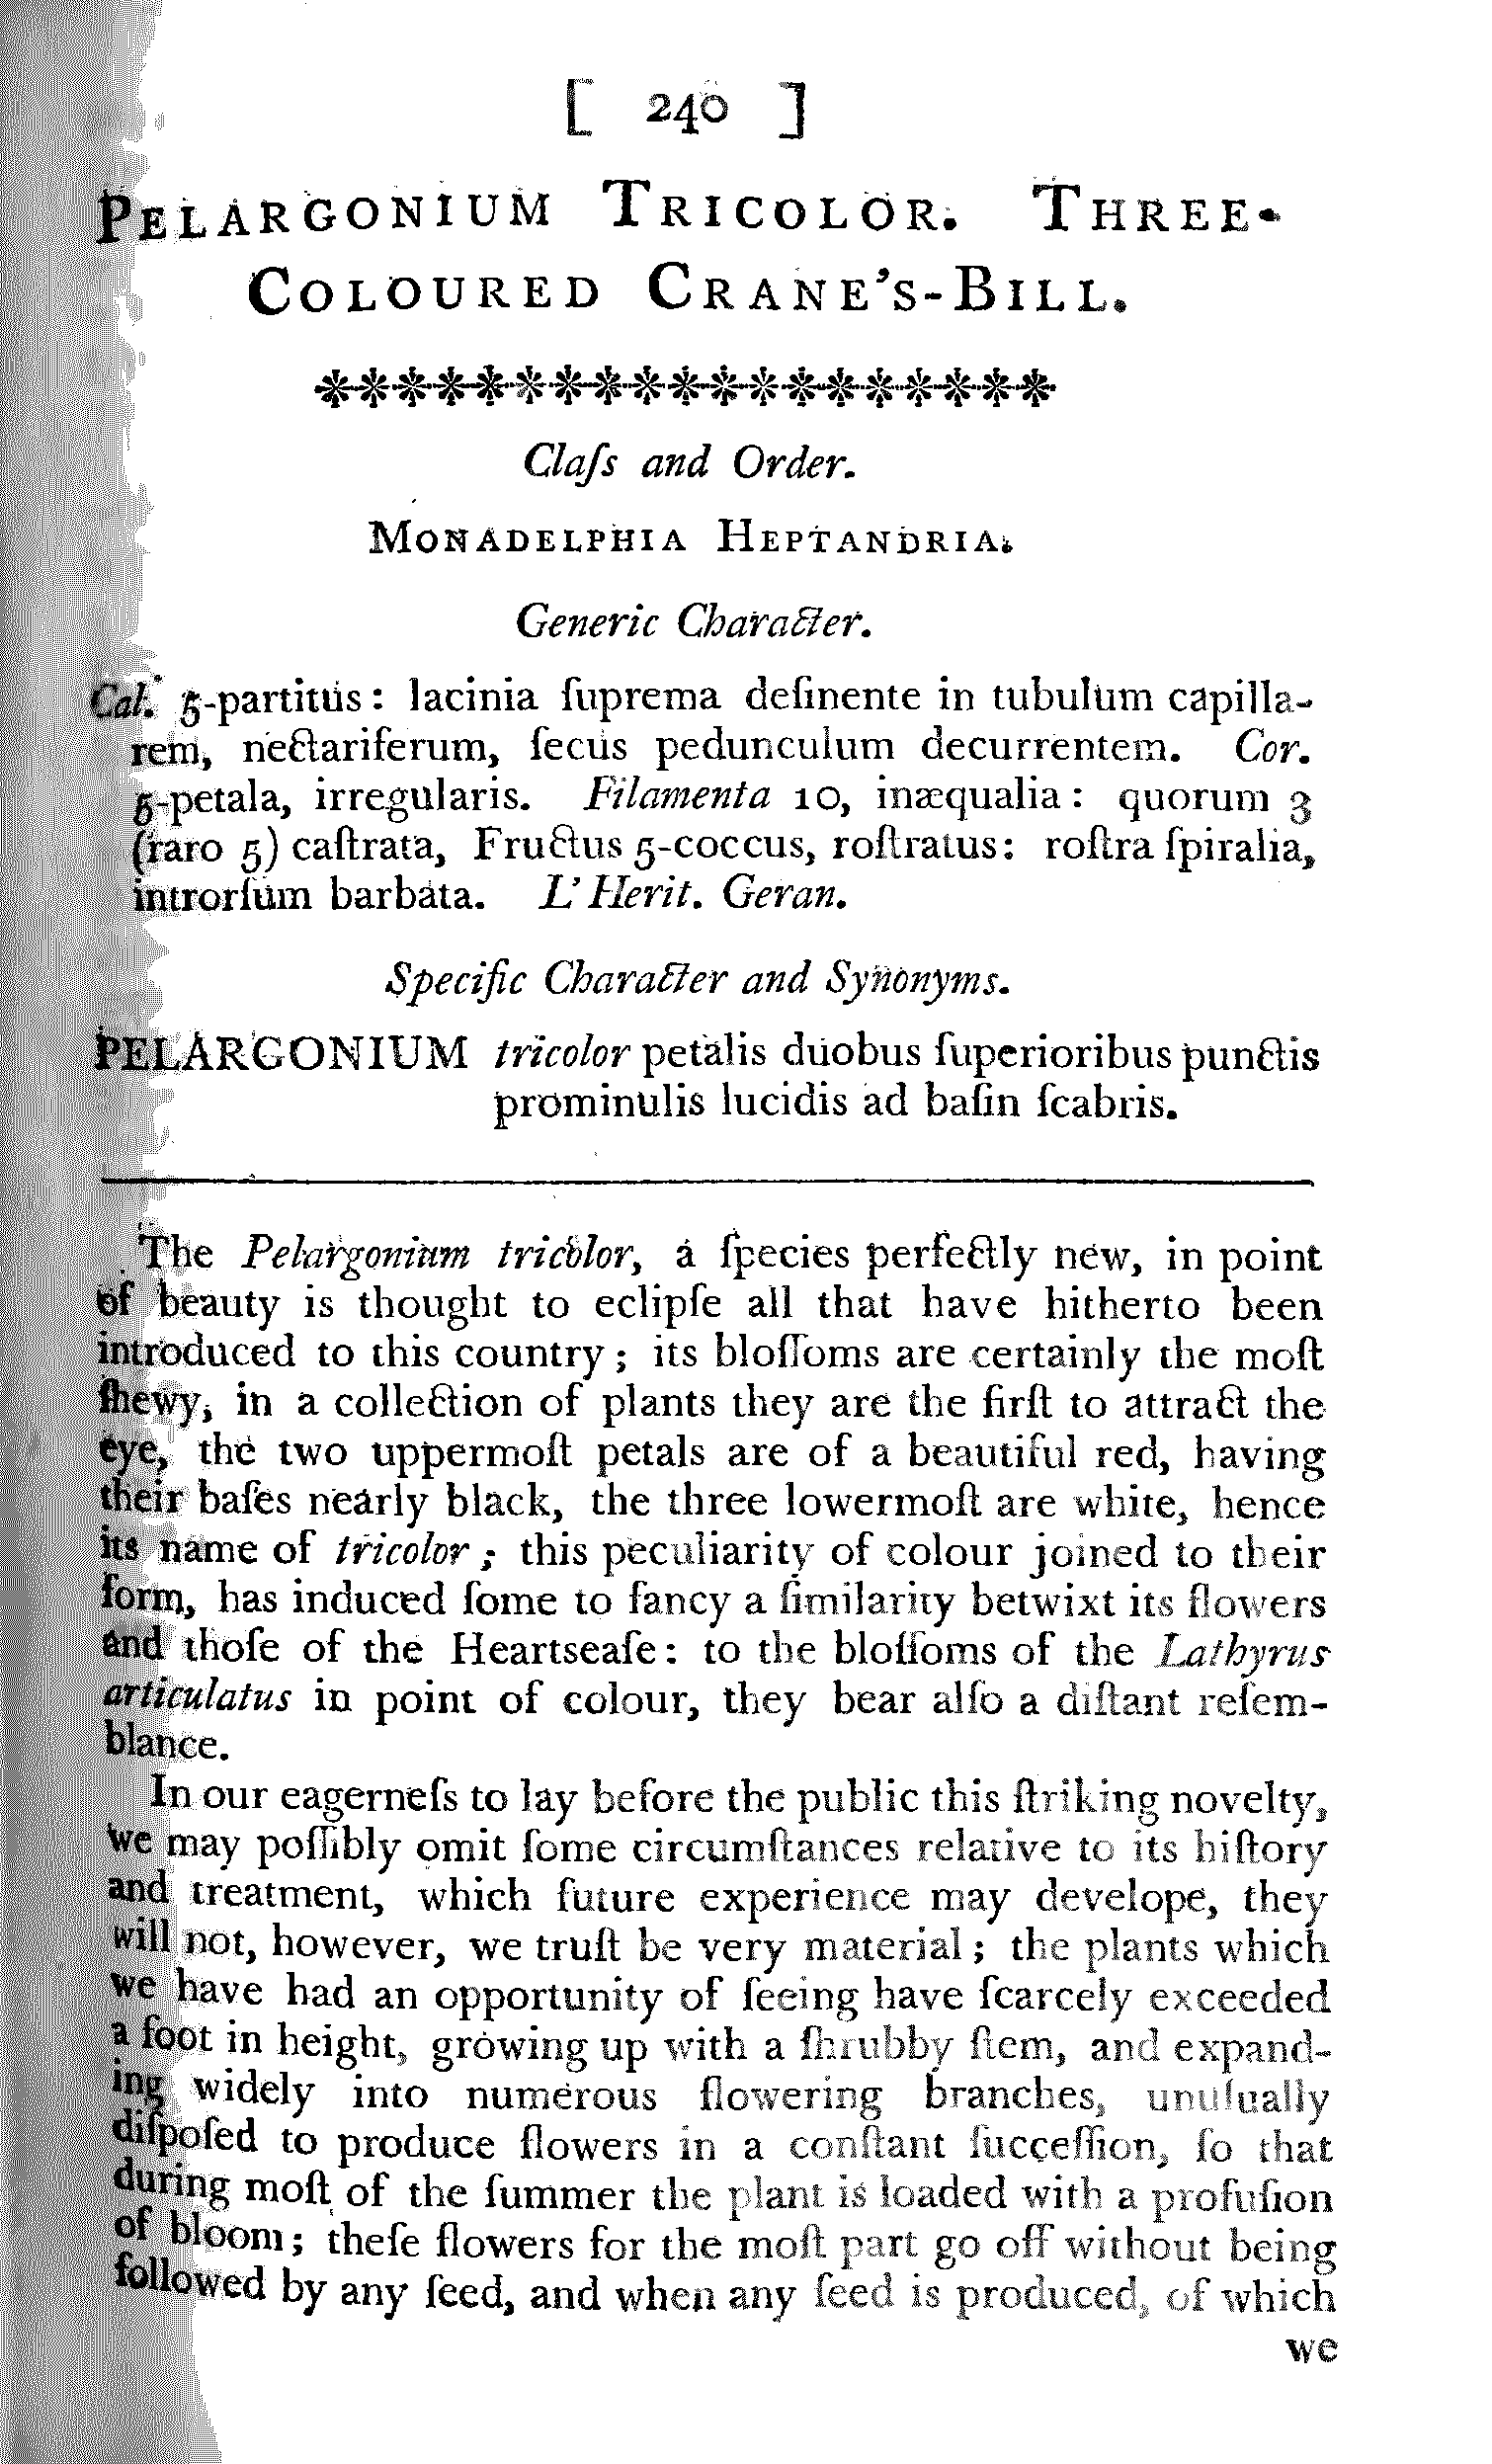 [ 240 ]
PELARGONIUM TRICOLOR. THREE-
COLOURED CRANE'S-BILL.
Claſs and Order.
MONADELPHIA HEPTANDRIA.
Generic Character.
Cal. 5-partitus: lacinia ſuprema deſinente in tubulum capilla-
rem, nectariferum, ſecus pedunculum decurrentem. Cor.
5-petala, irregularis. Filamenta 10, inæqualia: quorum 3
(raro 5) caſtrata, Fructus 5-coccus, roſtratus: roſtra ſpiralia,
introrſum barbata. L'Herit. Geran.
Specific Character and Synonyms.
PELARGONIUM tricolor petalis duobus ſuperioribus punctis
prominulis lucidis ad baſin ſcabris.
The Pelargonium tricolor, a ſpecies perfectly new, in point
of beauty is thought to eclipſe all that have hitherto been
introduced to this country; its bloſſoms are certainly the moſt
ſhewy, in a collection of plants they are the firſt to attract the
eye, the two uppermoſt petals are of a beautiful red, having
their baſes nearly black, the three lowermoſt are white, hence
its name of tricolor; this peculiarity of colour joined to their
form, has induced ſome to fancy a ſimilarity betwixt its flowers
and thoſe of the Heartseaſe: to the bloſſoms of the Lathyrus
articulatus in point of colour, they bear alſo a diſtant reſem-
blance.
In our eagerneſs to lay before the public this ſtriking novelty,
we may poſſibly omit ſome circumſtances relative to its hiſtory
and treatment, which future experience may develope, they
will not, however, we truſt be very material; the plants which
we have had an opportunity of ſeeing have ſcarcely exceeded
a foot in height, growing up with a ſhrubby ſtem, and expand-
ing widely into numerous flowering branches, unuſually
diſpoſed to produce flowers in a conſtant ſucceſſion, ſo that
during moſt of the ſummer the plant is loaded with a profuſion
of bloom; theſe flowers for the moſt part go off without being
followed by any ſeed, and when any ſeed is produced, of which
we